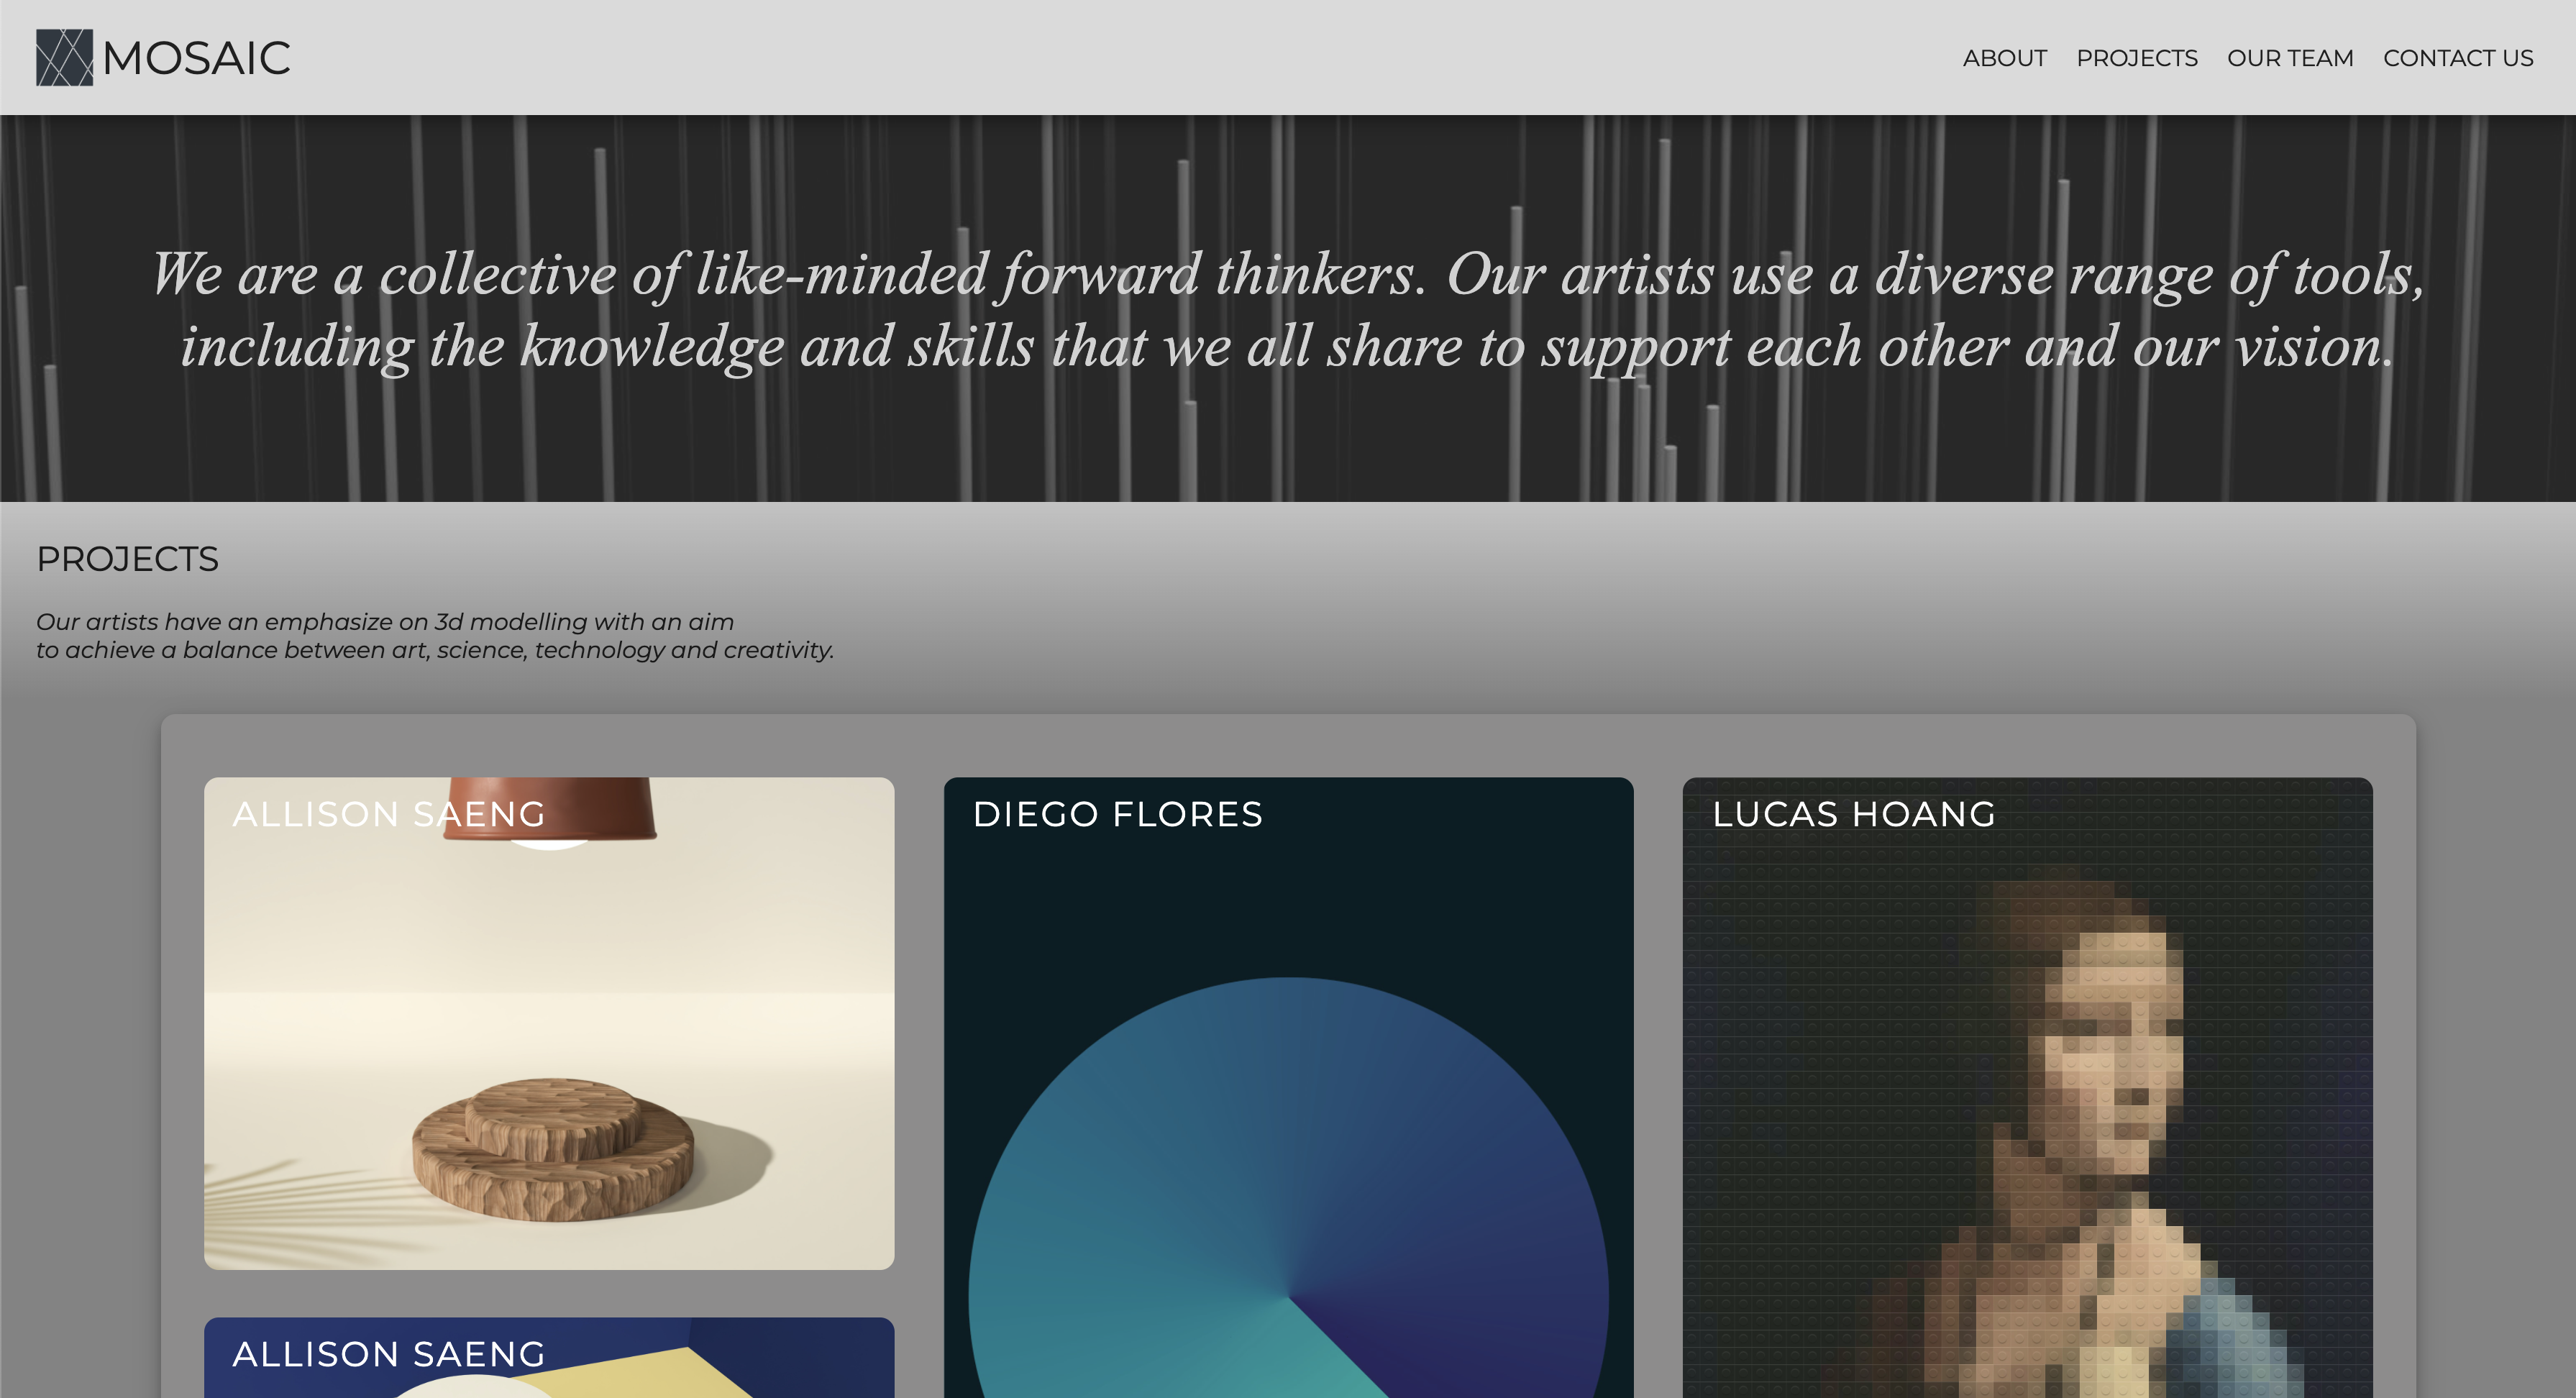 MOSAIC
ABOUT PROJECTS OUR TEAM CONTACT US
We are a collective of like-minded forward thinkers. Our artists use a diverse range of tools,
including the knowledge and skills that we all share to support each other and our vision.
PROJECTS
Our artists have an emphasize on 3d modelling with an aim
to achieve a balance between art, science, technology and creativity.
ALLISON SAENG
DIEGO FLORES
LUCAS HOANG
ALLISON SAENG